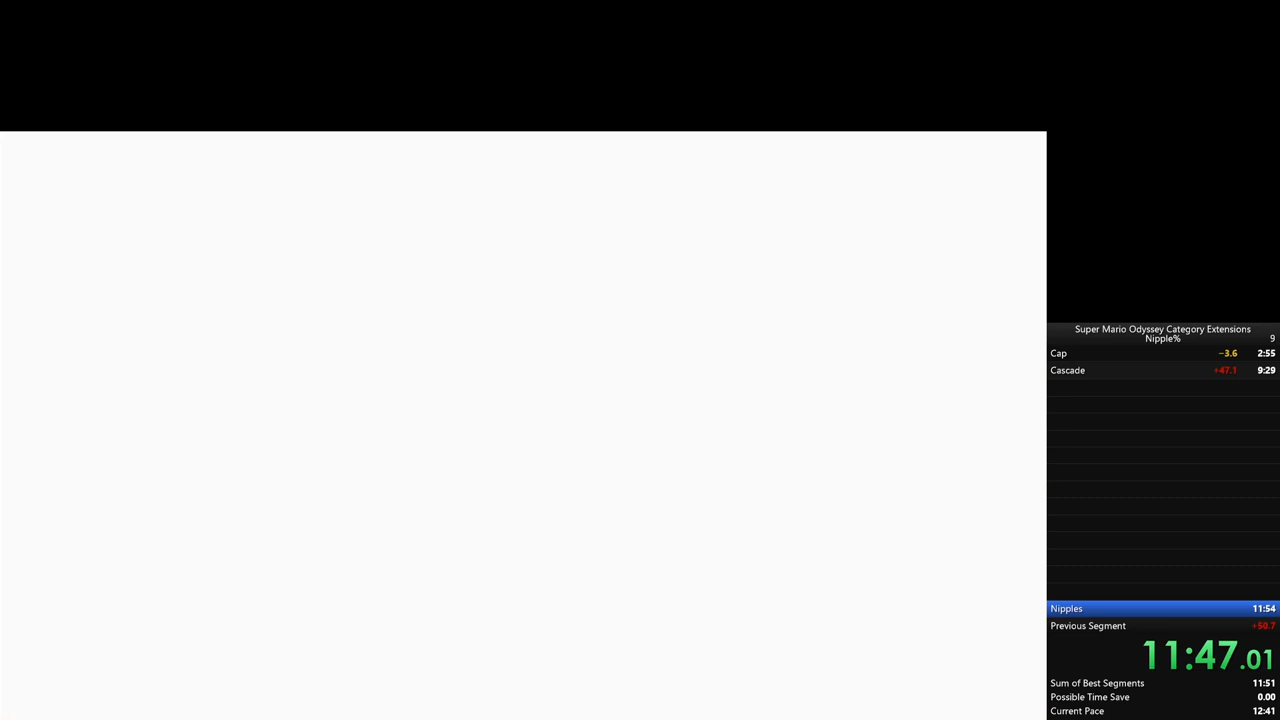 Super Mario Odyssey Category Extensions
Nipple% 9
Cap −3.6 2:55
Cascade +47.1 9:29
Nipples 11:54
Previous Segment +50.7
11:47.01
Sum of Best Segments 11:51
Possible Time Save 0.00
Current Pace 12:41